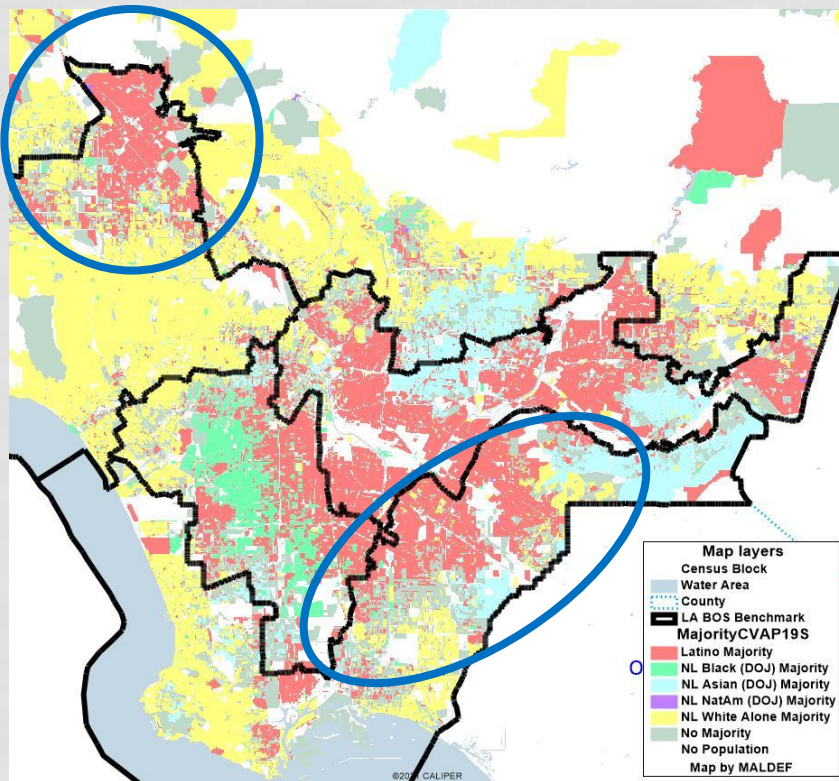 Map layers
Census Block
Water Area
County
LA BOS Benchmark
MajorityCVAP19S
Latino Majority
NL Black (DOJ) Majority
NL Asian (DOJ) Majority
NL NatAm (DOJ) Majority
NL White Alone Majority
No Majority
No Population
Map by MALDEF
O
©2021 CALIPER